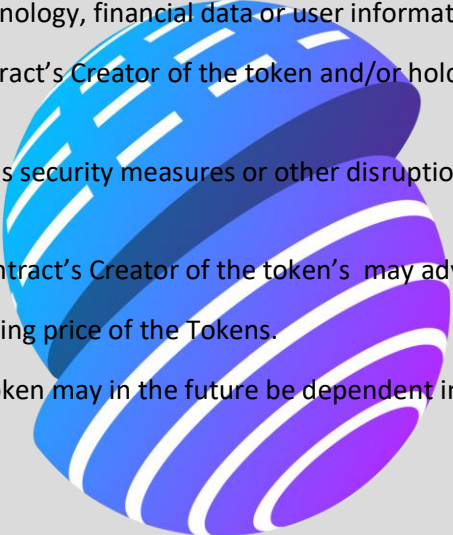 nology, financial data or user informat
ract’s Creator of the token and/or hold
s security measures or other disruptio
ntract’s Creator of the token’s  may adv
ing price of the Tokens.
oken may in the future be dependent in